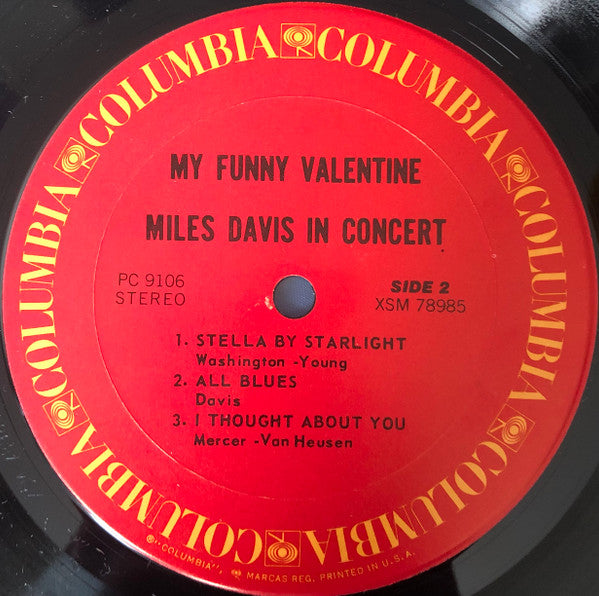 COLUMBIA COLUMBIA COLUMBIA COLUMBIA COLUMBIA COLUMBIA
MY FUNNY VALENTINE
MILES DAVIS IN CONCERT
PC 9106
STEREO
SIDE 2
XSM 78985
1. STELLA BY STARLIGHT
Washington -Young
2. ALL BLUES
Davis
3. I THOUGHT ABOUT YOU
Mercer -Van Heusen
℗"COLUMBIA", ® MARCAS REG. PRINTED IN U.S.A.